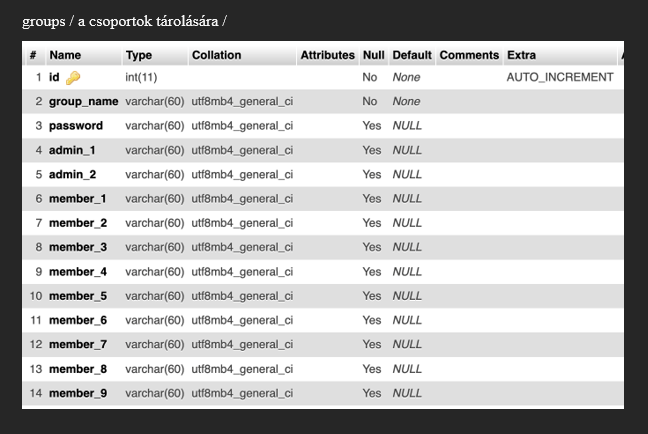 groups / a csoportok tárolására /
# Name Type Collation Attributes Null Default Comments Extra
1 id int(11) No None AUTO_INCREMENT
2 group_name varchar(60) utf8mb4_general_ci No None
3 password varchar(60) utf8mb4_general_ci Yes NULL
4 admin_1 varchar(60) utf8mb4_general_ci Yes NULL
5 admin_2 varchar(60) utf8mb4_general_ci Yes NULL
6 member_1 varchar(60) utf8mb4_general_ci Yes NULL
7 member_2 varchar(60) utf8mb4_general_ci Yes NULL
8 member_3 varchar(60) utf8mb4_general_ci Yes NULL
9 member_4 varchar(60) utf8mb4_general_ci Yes NULL
10 member_5 varchar(60) utf8mb4_general_ci Yes NULL
11 member_6 varchar(60) utf8mb4_general_ci Yes NULL
12 member_7 varchar(60) utf8mb4_general_ci Yes NULL
13 member_8 varchar(60) utf8mb4_general_ci Yes NULL
14 member_9 varchar(60) utf8mb4_general_ci Yes NULL